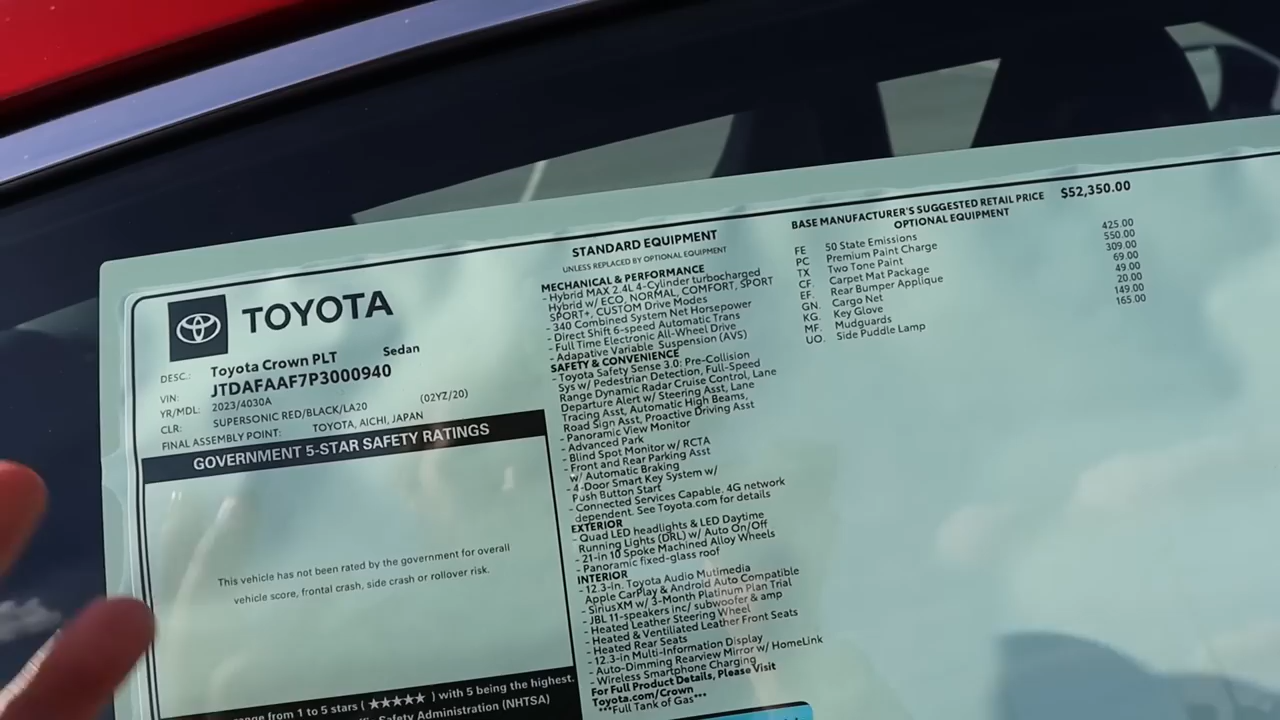 TOYOTA
DESC.: Toyota Crown PLT Sedan
VIN: JTDAFAAF7P3000940
YR/MDL: 2023/4030A
CLR: SUPERSONIC RED/BLACK/LA20 (02YZ/20)
FINAL ASSEMBLY POINT: TOYOTA, AICHI, JAPAN
GOVERNMENT 5-STAR SAFETY RATINGS
This vehicle has not been rated by the government for overall
vehicle score, frontal crash, side crash or rollover risk.
from 1 to 5 stars ( ★★★★★ ) with 5 being the highest.
Safety Administration (NHTSA)
STANDARD EQUIPMENT
UNLESS REPLACED BY OPTIONAL EQUIPMENT
MECHANICAL & PERFORMANCE
- Hybrid MAX 2.4L 4-Cylinder turbocharged
Hybrid w/ ECO, NORMAL, COMFORT, SPORT
SPORT+, CUSTOM Drive Modes
- 340 Combined System Net Horsepower
- Direct Shift 6-speed Automatic Trans
- Full Time Electronic All-Wheel Drive
- Adapative Variable Suspension (AVS)
SAFETY & CONVENIENCE
- Toyota Safety Sense 3.0: Pre-Collision
Sys w/ Pedestrian Detection, Full-Speed
Range Dynamic Radar Cruise Control, Lane
Departure Alert w/ Steering Asst, Lane
Tracing Asst, Automatic High Beams,
Road Sign Asst, Proactive Driving Asst
- Panoramic View Monitor
- Advanced Park
- Blind Spot Monitor w/ RCTA
- Front and Rear Parking Asst
w/ Automatic Braking
- 4-Door Smart Key System w/
Push Button Start
- Connected Services Capable. 4G network
dependent. See Toyota.com for details
EXTERIOR
- Quad LED headlights & LED Daytime
Running Lights (DRL) w/ Auto On/Off
- 21-in 10 Spoke Machined Alloy Wheels
- Panoramic fixed-glass roof
INTERIOR
- 12.3-in. Toyota Audio Mutimedia
Apple CarPlay & Android Auto Compatible
- SiriusXM w/ 3-Month Platinum Plan Trial
- JBL 11-speakers inc/ subwoofer & amp
- Heated Leather Steering Wheel
- Heated & Ventilated Leather Front Seats
- Heated Rear Seats
- 12.3-in Multi-Information Display
- Auto-Dimming Rearview Mirror w/ HomeLink
- Wireless Smartphone Charging
For Full Product Details, Please Visit
Toyota.com/Crown
***Full Tank of Gas***
BASE MANUFACTURER'S SUGGESTED RETAIL PRICE $52,350.00
OPTIONAL EQUIPMENT
FE 50 State Emissions 425.00
PC Premium Paint Charge 550.00
TX Two Tone Paint 309.00
CF. Carpet Mat Package 69.00
EF. Rear Bumper Applique 49.00
GN. Cargo Net 20.00
KG. Key Glove 149.00
MF. Mudguards 165.00
UO. Side Puddle Lamp